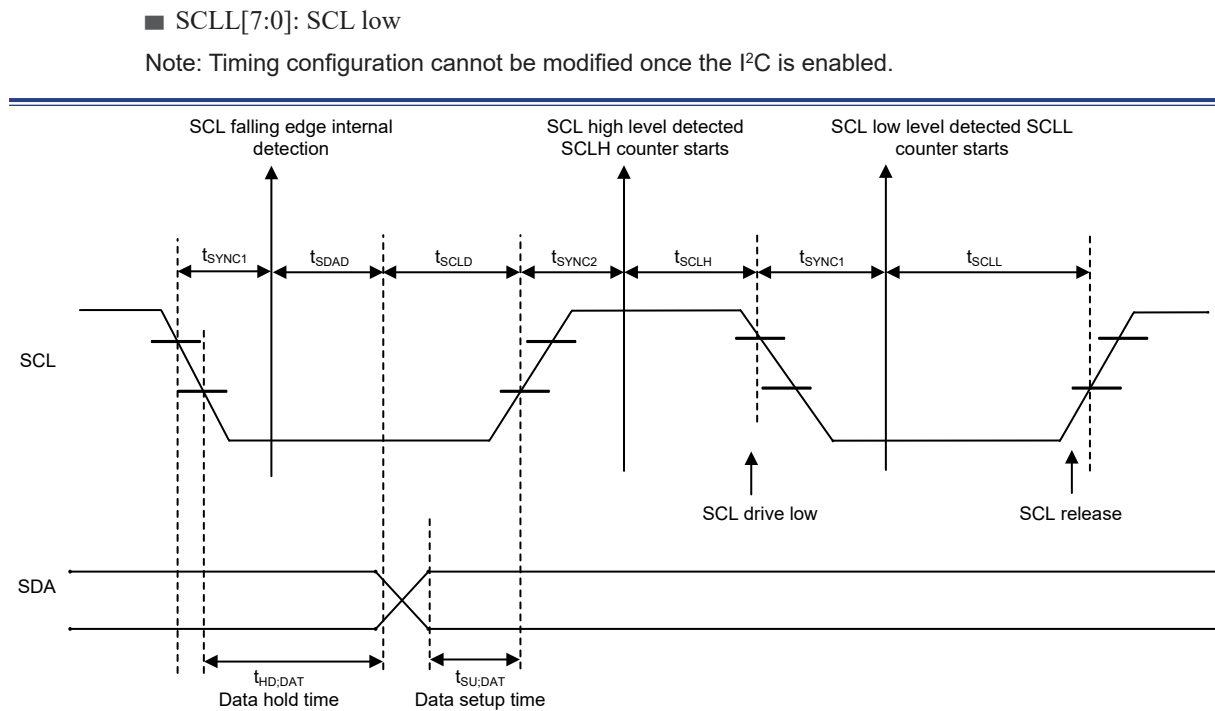 ■ SCLL[7:0]: SCL low
Note: Timing configuration cannot be modified once the I²C is enabled.
SCL falling edge internal
detection
SCL high level detected
SCLH counter starts
SCL low level detected SCLL
counter starts
tSYNC1
tSDAD
tSCLD
tSYNC2
tSCLH
tSYNC1
tSCLL
SCL
SCL drive low
SCL release
SDA
tHD;DAT
Data hold time
tSU;DAT
Data setup time